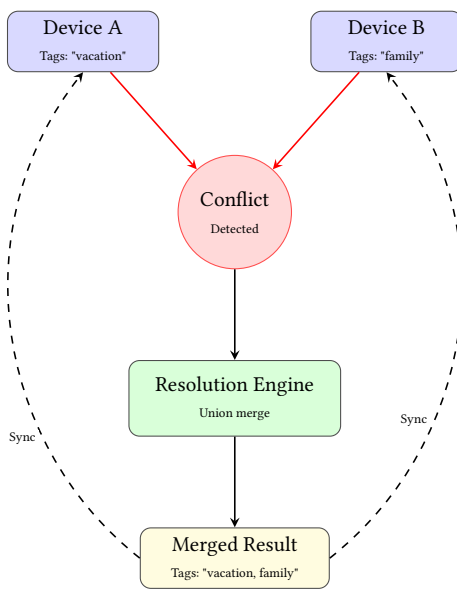 Device A
Tags: "vacation"
Device B
Tags: "family"
Conflict
Detected
Resolution Engine
Union merge
Sync
Sync
Merged Result
Tags: "vacation, family"